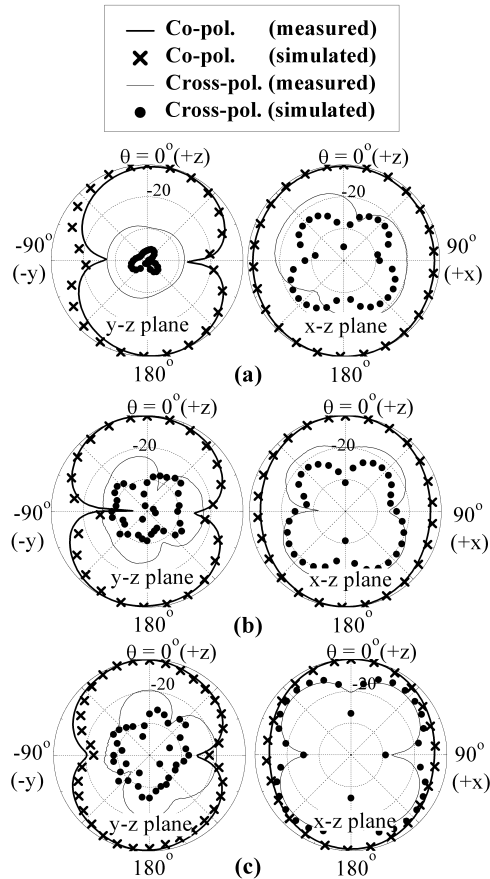 Co-pol. (measured)
Co-pol. (simulated)
Cross-pol. (measured)
Cross-pol. (simulated)
θ = 0° (+z) θ = 0° (+z)
-20 -20
-90° 90°
(-y) (+x)
y-z plane x-z plane
180° (a) 180°
θ = 0° (+z) θ = 0° (+z)
-20 -20
-90° 90°
(-y) (+x)
y-z plane x-z plane
180° (b) 180°
θ = 0° (+z) θ = 0° (+z)
-20 -20
-90° 90°
(-y) (+x)
y-z plane x-z plane
180° (c) 180°